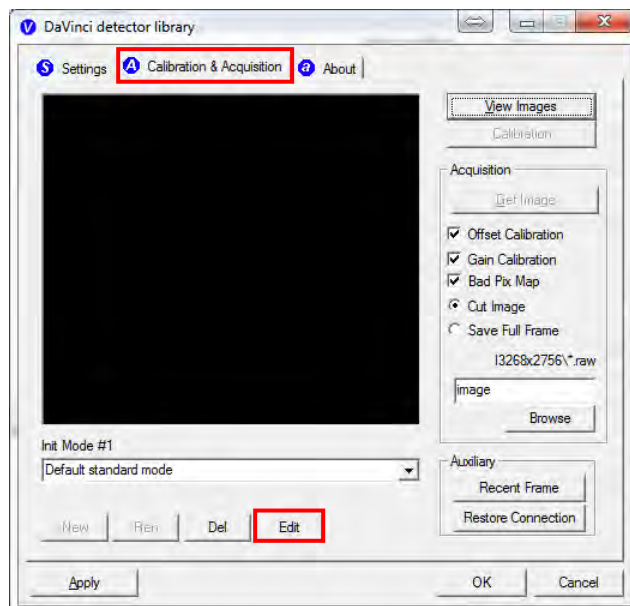 DaVinci detector library
Settings
Calibration & Acquisition
About
View Images
Calibration
Acquisition
Get Image
Offset Calibration
Gain Calibration
Bad Pix Map
Cut Image
Save Full Frame
I3268x2756\*.raw
image
Browse
Init Mode #1
Default standard mode
Auxiliary
Recent Frame
Restore Connection
New
Ren
Del
Edit
Apply
OK
Cancel